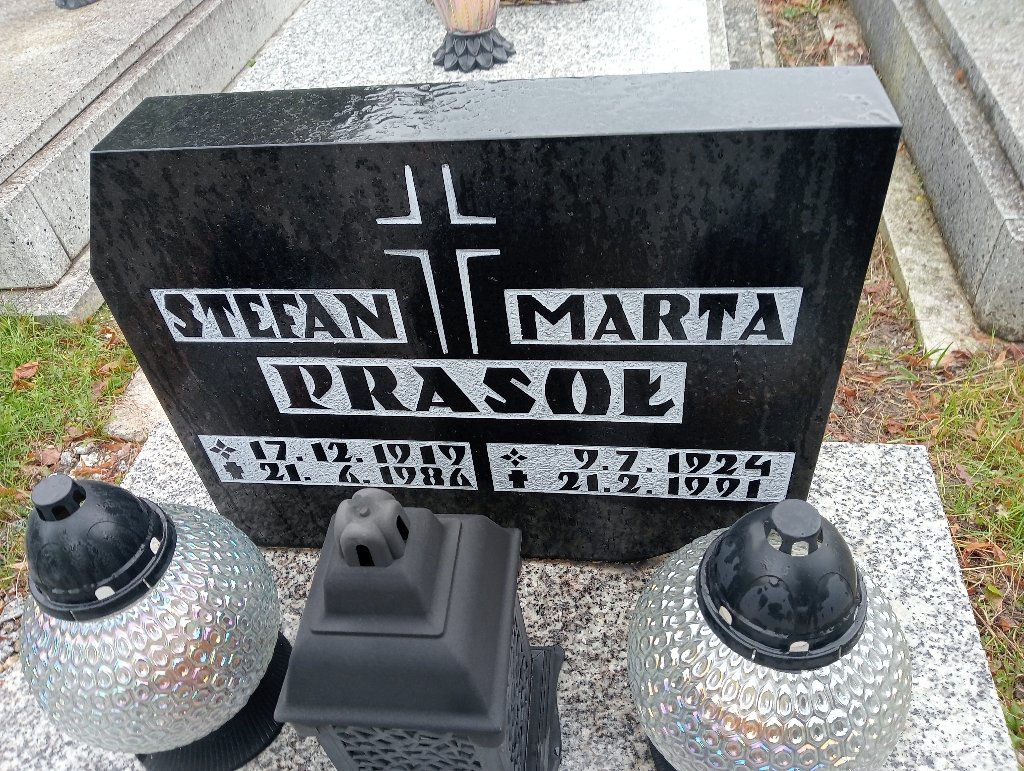 STEFAN MARTA
PRASOŁ
17.12.1919 9.7.1924
21.6.1986 21.2.1991